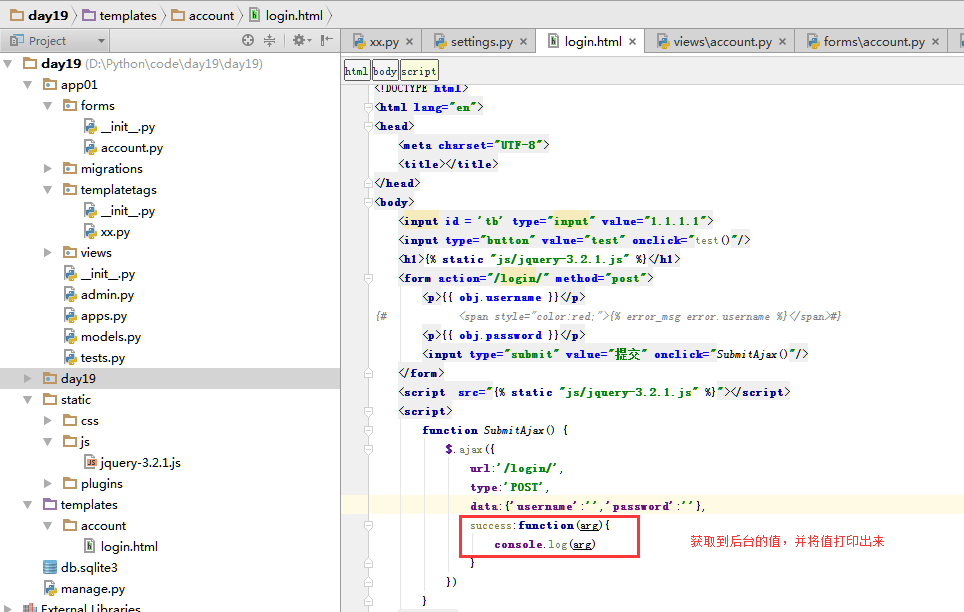 day19 templates account login.html
Project
xx.py settings.py login.html views\account.py forms\account.py
day19 (D:\Python\code\day19\day19)
app01
forms
__init__.py
account.py
migrations
templatetags
__init__.py
xx.py
views
__init__.py
admin.py
apps.py
models.py
tests.py
day19
static
css
js
jquery-3.2.1.js
plugins
templates
account
login.html
db.sqlite3
manage.py
External Libraries
html body script
<!DOCTYPE html>
<html lang="en">
<head>
<meta charset="UTF-8">
<title></title>
</head>
<body>
<input id = 'tb' type="input" value="1.1.1.1">
<input type="button" value="test" onclick="test()"/>
<h1>{% static "js/jquery-3.2.1.js" %}</h1>
<form action="/login/" method="post">
<p>{{ obj.username }}</p>
{# <span style="color:red;">{% error_msg error.username %}</span>#}
<p>{{ obj.password }}</p>
<input type="submit" value="提交" onclick="SubmitAjax()"/>
</form>
<script src="{% static "js/jquery-3.2.1.js" %}"></script>
<script>
function SubmitAjax() {
$.ajax({
url:'/login/',
type:'POST',
data:{'username':'','password':''},
success:function(arg){
console.log(arg)
}
})
}
获取到后台的值，并将值打印出来